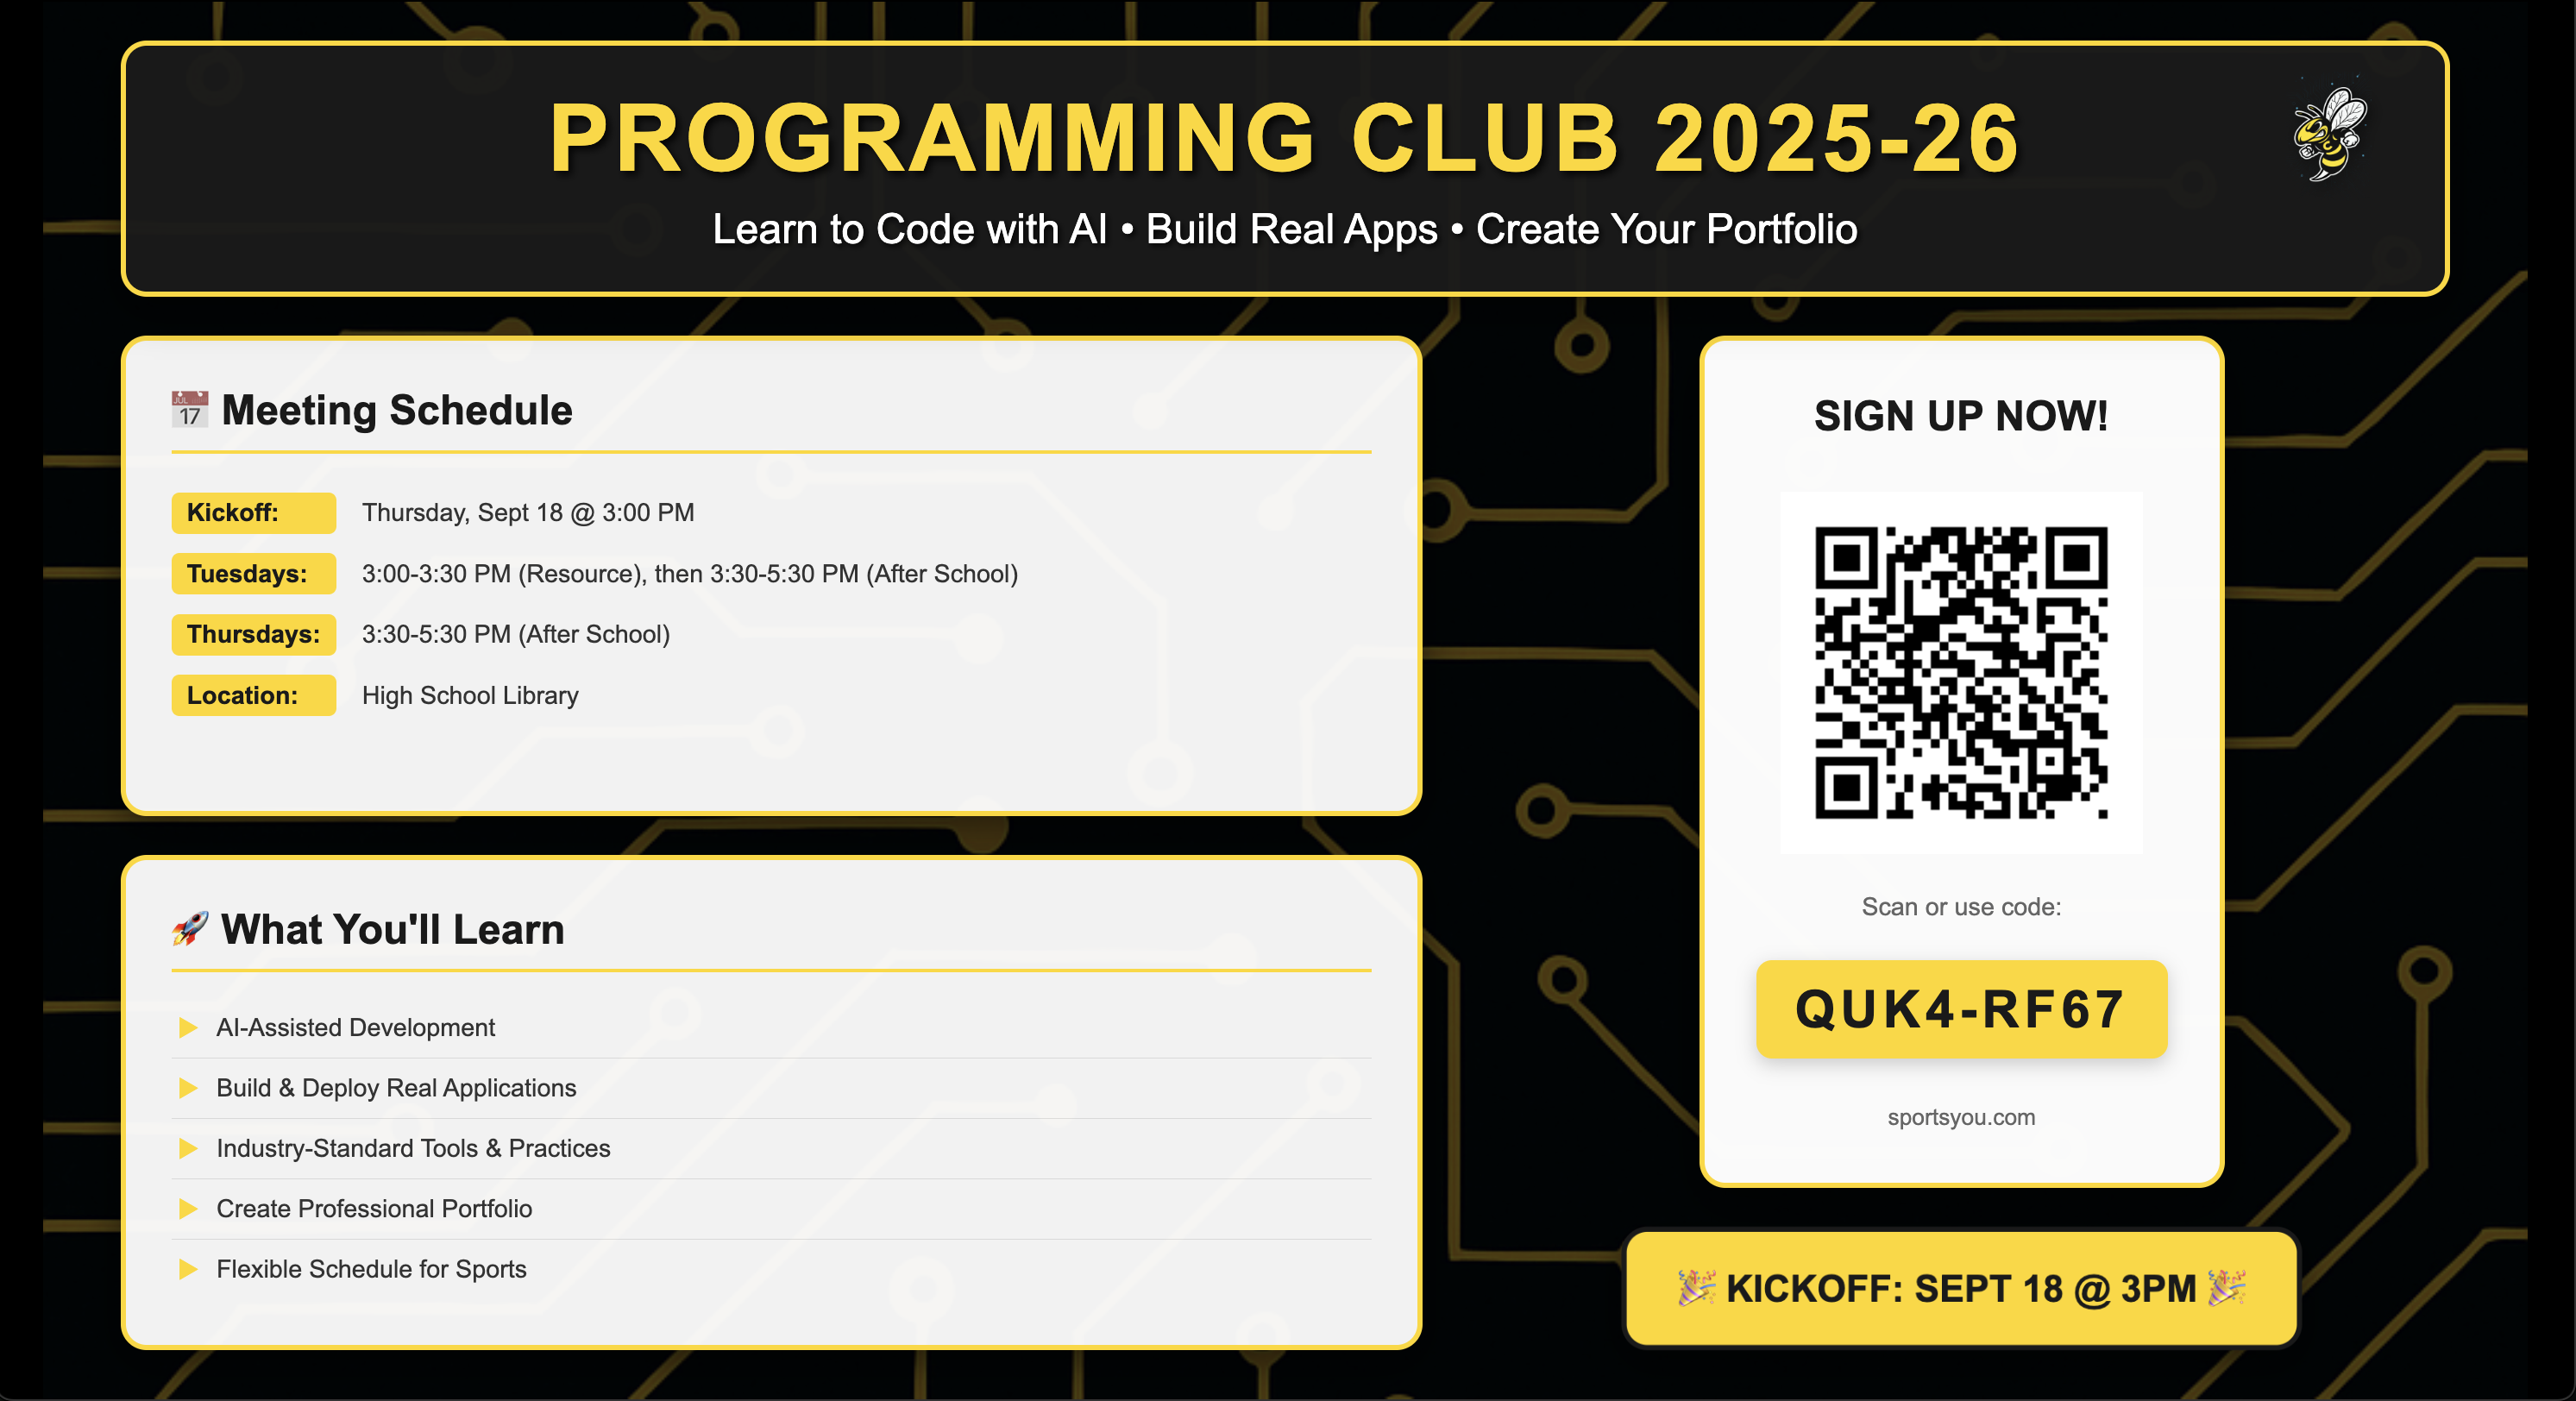 PROGRAMMING CLUB 2025-26
Learn to Code with AI • Build Real Apps • Create Your Portfolio
📅 Meeting Schedule
Kickoff: Thursday, Sept 18 @ 3:00 PM
Tuesdays: 3:00-3:30 PM (Resource), then 3:30-5:30 PM (After School)
Thursdays: 3:30-5:30 PM (After School)
Location: High School Library
🚀 What You'll Learn
▶ AI-Assisted Development
▶ Build & Deploy Real Applications
▶ Industry-Standard Tools & Practices
▶ Create Professional Portfolio
▶ Flexible Schedule for Sports
SIGN UP NOW!
Scan or use code:
QUK4-RF67
sportsyou.com
🎉 KICKOFF: SEPT 18 @ 3PM 🎉